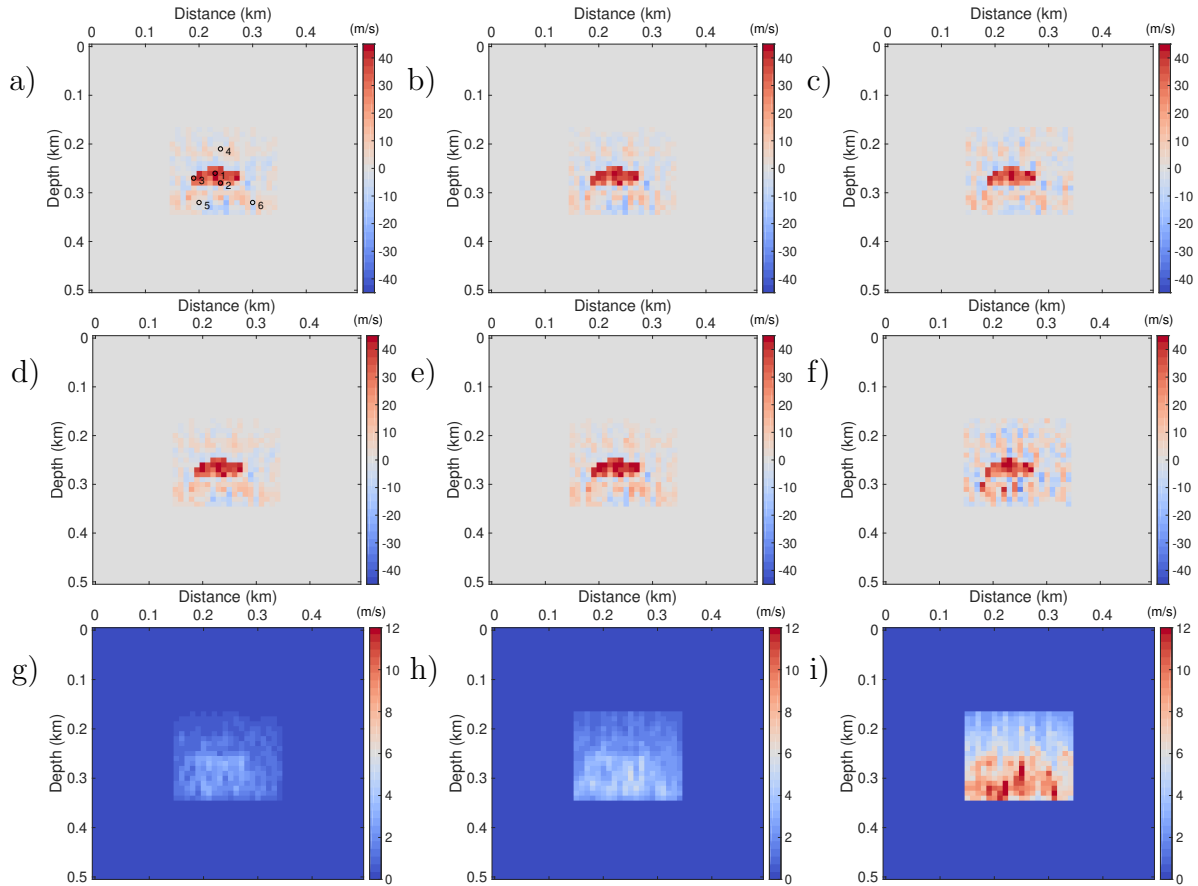 Distance (km) Distance (km) Distance (km)
0 0.1 0.2 0.3 0.4 (m/s) 0 0.1 0.2 0.3 0.4 (m/s) 0 0.1 0.2 0.3 0.4 (m/s)
a) Depth (km) 0 0.1 0.2 0.3 0.4 0.5 4 1 3 2 5 6 40 30 20 10 0 -10 -20 -30 -40
b) Depth (km) 0 0.1 0.2 0.3 0.4 0.5 40 30 20 10 0 -10 -20 -30 -40
c) Depth (km) 0 0.1 0.2 0.3 0.4 0.5 40 30 20 10 0 -10 -20 -30 -40
Distance (km) Distance (km) Distance (km)
0 0.1 0.2 0.3 0.4 (m/s) 0 0.1 0.2 0.3 0.4 (m/s) 0 0.1 0.2 0.3 0.4 (m/s)
d) Depth (km) 0 0.1 0.2 0.3 0.4 0.5 40 30 20 10 0 -10 -20 -30 -40
e) Depth (km) 0 0.1 0.2 0.3 0.4 0.5 40 30 20 10 0 -10 -20 -30 -40
f) Depth (km) 0 0.1 0.2 0.3 0.4 0.5 40 30 20 10 0 -10 -20 -30 -40
Distance (km) Distance (km) Distance (km)
0 0.1 0.2 0.3 0.4 (m/s) 0 0.1 0.2 0.3 0.4 (m/s) 0 0.1 0.2 0.3 0.4 (m/s)
g) Depth (km) 0 0.1 0.2 0.3 0.4 0.5 12 10 8 6 4 2 0
h) Depth (km) 0 0.1 0.2 0.3 0.4 0.5 12 10 8 6 4 2 0
i) Depth (km) 0 0.1 0.2 0.3 0.4 0.5 12 10 8 6 4 2 0